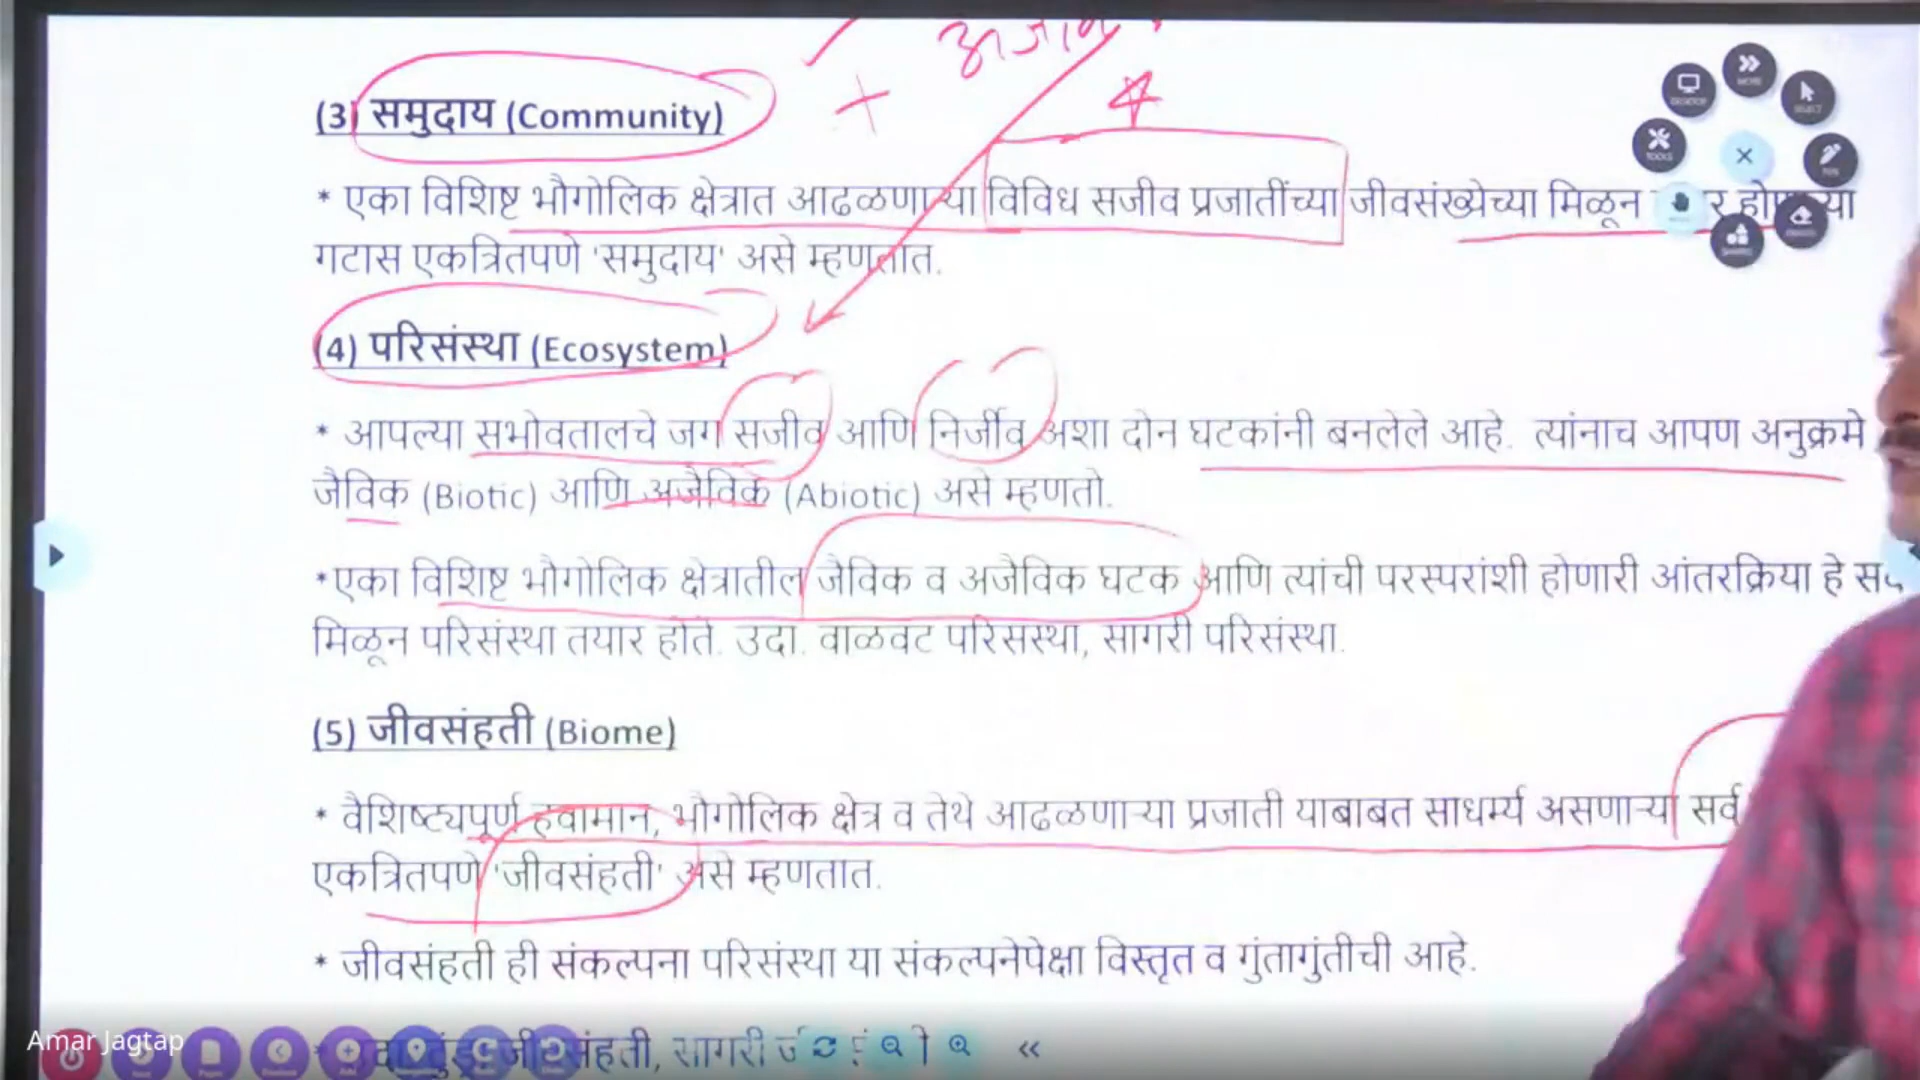 (3) समुदाय (Community)
* एका विशिष्ट भौगोलिक क्षेत्रात आढळणाऱ्या विविध सजीव प्रजातींच्या जीवसंख्येच्या मिळून
गटास एकत्रितपणे 'समुदाय' असे म्हणतात.
(4) परिसंस्था (Ecosystem)
* आपल्या सभोवतालचे जग सजीव आणि निर्जीव अशा दोन घटकांनी बनलेले आहे. त्यांनाच आपण अनुक्रमे
जैविक (Biotic) आणि अजैविक (Abiotic) असे म्हणतो.
*एका विशिष्ट भौगोलिक क्षेत्रातील जैविक व अजैविक घटक आणि त्यांची परस्परांशी होणारी आंतरक्रिया हे
मिळून परिसंस्था तयार होते. उदा. वाळवंट परिसंस्था, सागरी परिसंस्था.
(5) जीवसंहती (Biome)
* वैशिष्ट्यपूर्ण हवामान, भौगोलिक क्षेत्र व तेथे आढळणाऱ्या प्रजाती याबाबत साधर्म्य असणाऱ्या सर्व
एकत्रितपणे 'जीवसंहती' असे म्हणतात.
* जीवसंहती ही संकल्पना परिसंस्था या संकल्पनेपेक्षा विस्तृत व गुंतागुंतीची आहे.
सागरी
Amar Jagtap